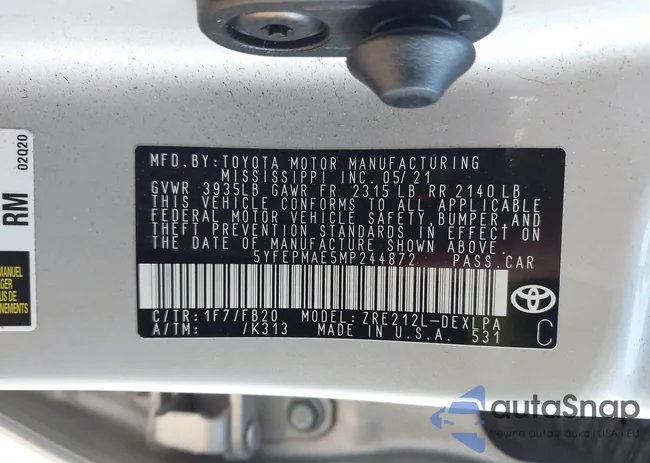 02Q20
RM
MANUEL
MFD. BY: TOYOTA MOTOR MANUFACTURING
MISSISSIPPI INC. 05/21
GVWR 3935LB GAWR FR 2315 LB RR 2140 LB
THIS VEHICLE CONFORMS TO ALL APPLICABLE
FEDERAL MOTOR VEHICLE SAFETY, BUMPER, AND
THEFT PREVENTION STANDARDS IN EFFECT ON
THE DATE OF MANUFACTURE SHOWN ABOVE.
5YFEPMAE5MP244872 PASS. CAR
C/TR: 1F7/FB20 MODEL: ZRE212L-DEXLPA
A/TM: /K313 MADE IN U.S.A. 531
C
autoSnap